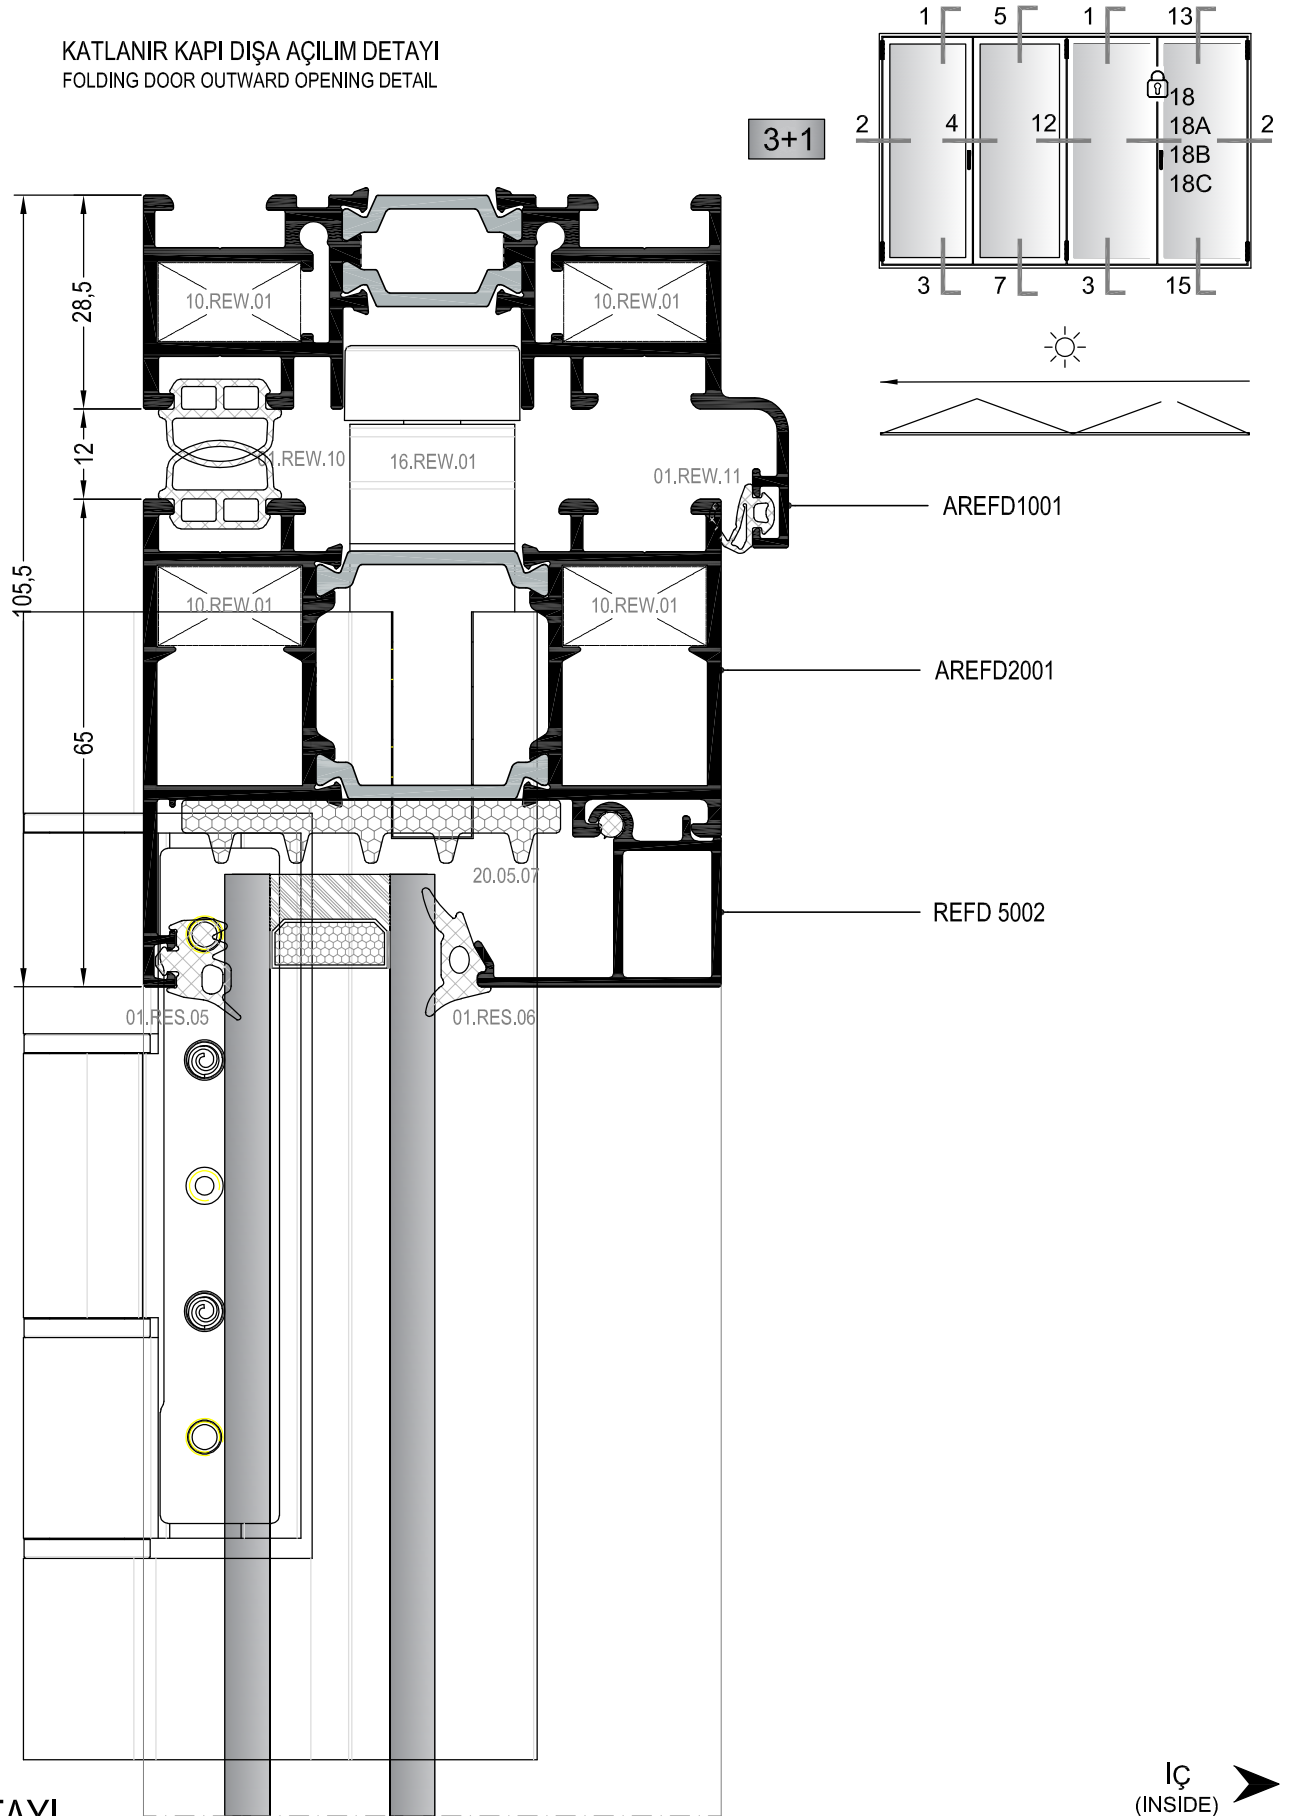 KATLANIR KAPI DIŞA AÇILIM DETAYI
FOLDING DOOR OUTWARD OPENING DETAIL
3+1
1 5 1 13
2 4 12 2
18
18A
18B
18C
3 7 3 15
10.REW.01 10.REW.01
28,5
12
105,5
65
01.REW.10 16.REW.01 01.REW.11
AREFD1001
10.REW.01 10.REW.01
AREFD2001
20.05.07
REFD 5002
01.RES.05 01.RES.06
İÇ
(INSIDE)